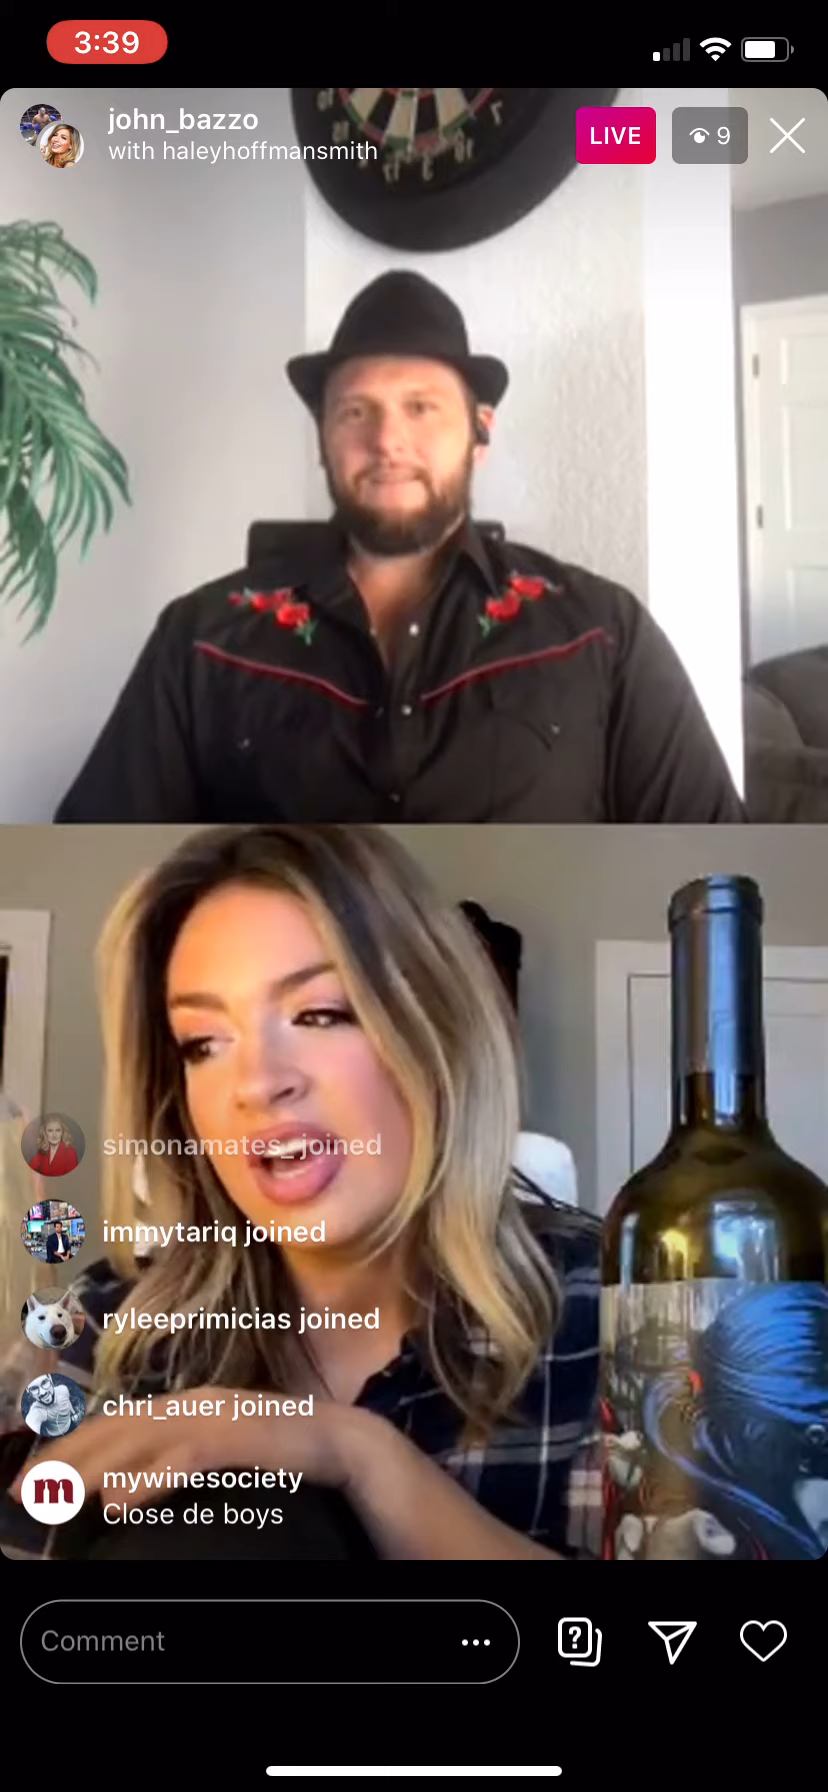 3:39
john_bazzo
with haleyhoffmansmith
LIVE
9
simonamates_joined
immytariq joined
ryleeprimicias joined
chri_auer joined
m
mywinesociety
Close de boys
Comment